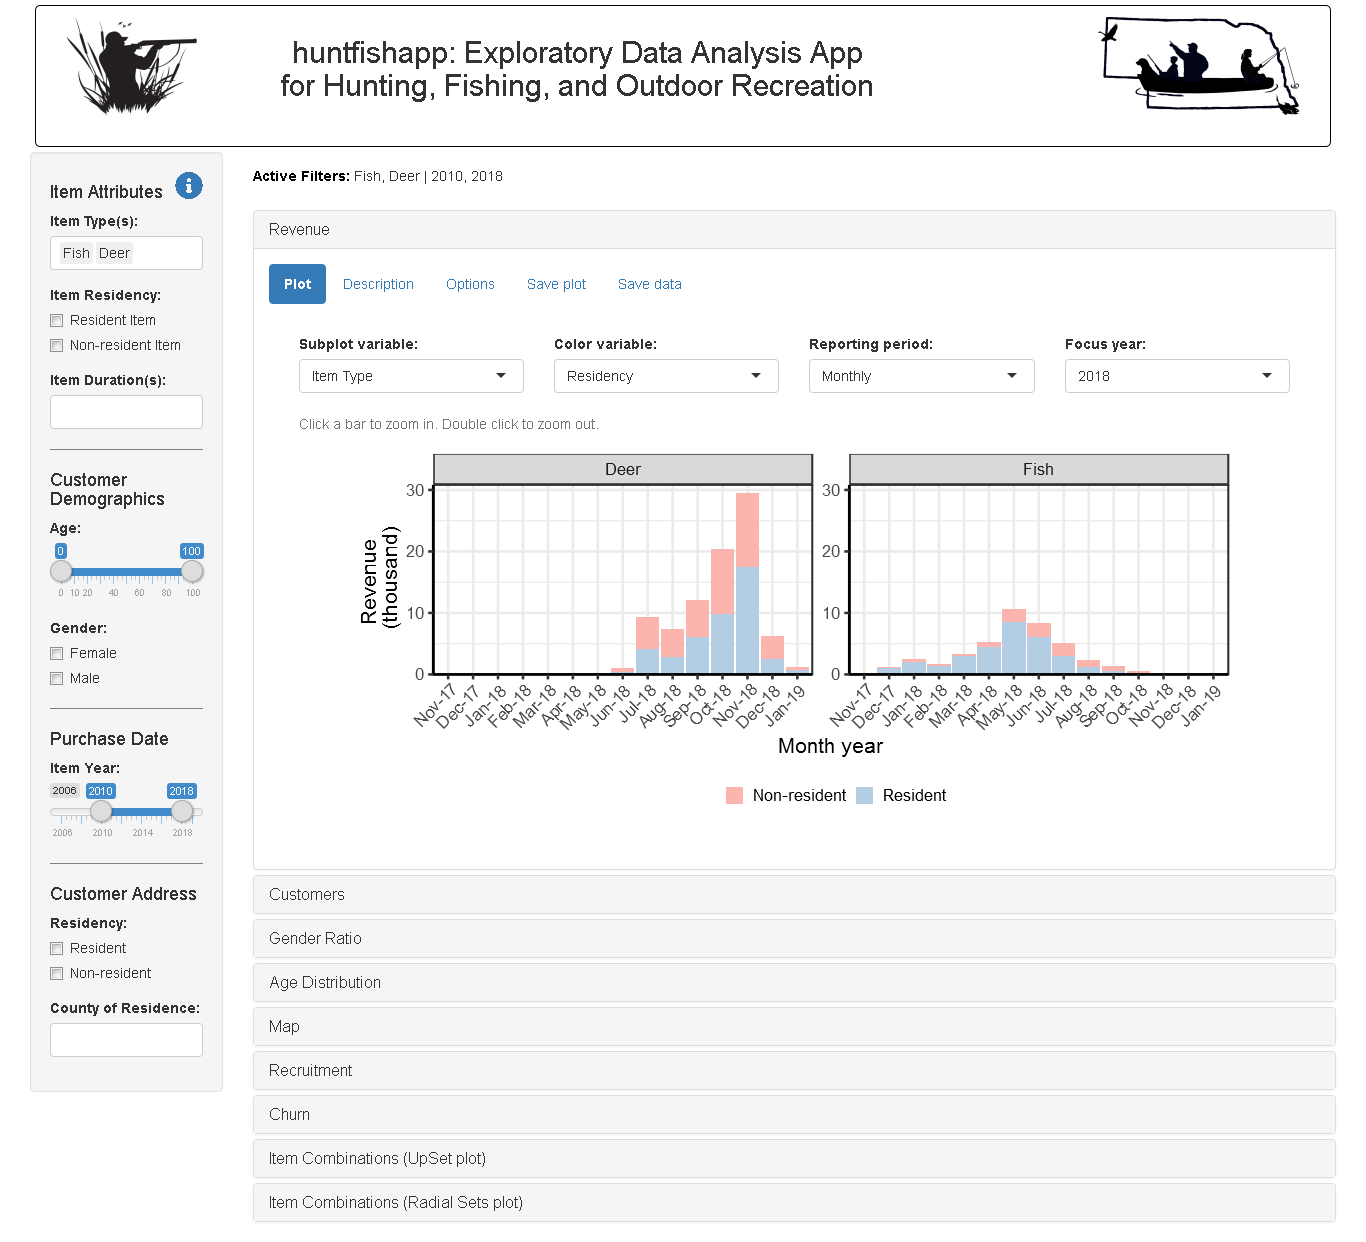 huntfishapp: Exploratory Data Analysis App
for Hunting, Fishing, and Outdoor Recreation
Item Attributes
Item Type(s):
Fish Deer
Item Residency:
Resident Item
Non-resident Item
Item Duration(s):
Customer
Demographics
Age:
0 100
0 10 20 40 60 80 100
Gender:
Female
Male
Purchase Date
Item Year:
2006 2010 2018
2006 2010 2014 2018
Customer Address
Residency:
Resident
Non-resident
County of Residence:
Active Filters: Fish, Deer | 2010, 2018
Revenue
Plot Description Options Save plot Save data
Subplot variable: Color variable: Reporting period: Focus year:
Item Type Residency Monthly 2018
Click a bar to zoom in. Double click to zoom out.
Deer Fish
Revenue
(thousand)
30 30
20 20
10 10
0 0
Nov-17 Dec-17 Jan-18 Feb-18 Mar-18 Apr-18 May-18 Jun-18 Jul-18 Aug-18 Sep-18 Oct-18 Nov-18 Dec-18 Jan-19
Nov-17 Dec-17 Jan-18 Feb-18 Mar-18 Apr-18 May-18 Jun-18 Jul-18 Aug-18 Sep-18 Oct-18 Nov-18 Dec-18 Jan-19
Month year
Non-resident Resident
Customers
Gender Ratio
Age Distribution
Map
Recruitment
Churn
Item Combinations (UpSet plot)
Item Combinations (Radial Sets plot)